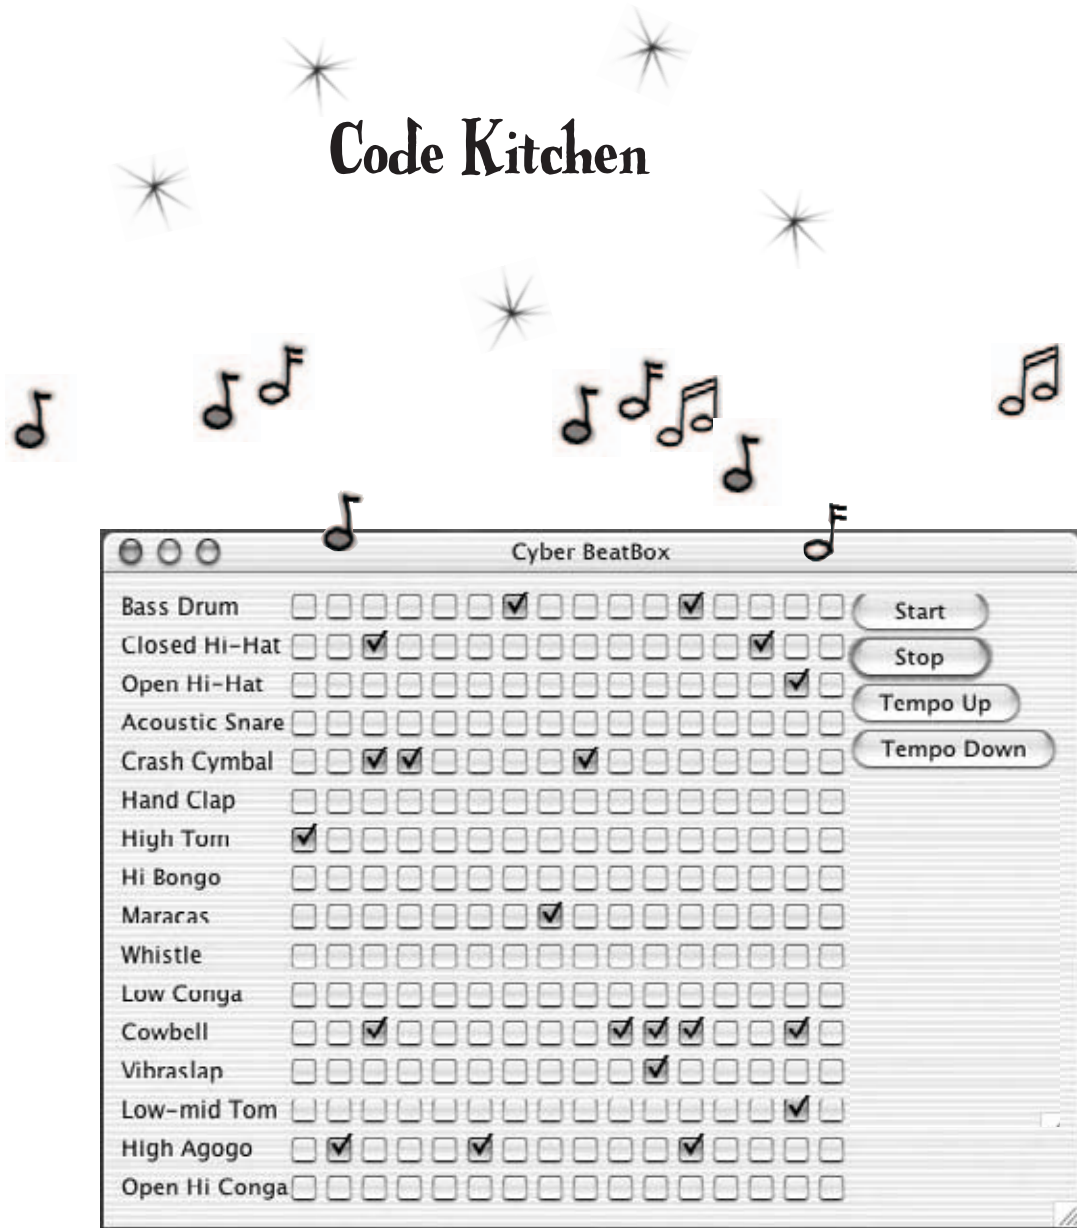 Code Kitchen
Cyber BeatBox
Bass Drum
Start
Closed Hi-Hat
Stop
Open Hi-Hat
Tempo Up
Acoustic Snare
Tempo Down
Crash Cymbal
Hand Clap
High Tom
Hi Bongo
Maracas
Whistle
Low Conga
Cowbell
Vibraslap
Low-mid Tom
High Agogo
Open Hi Conga